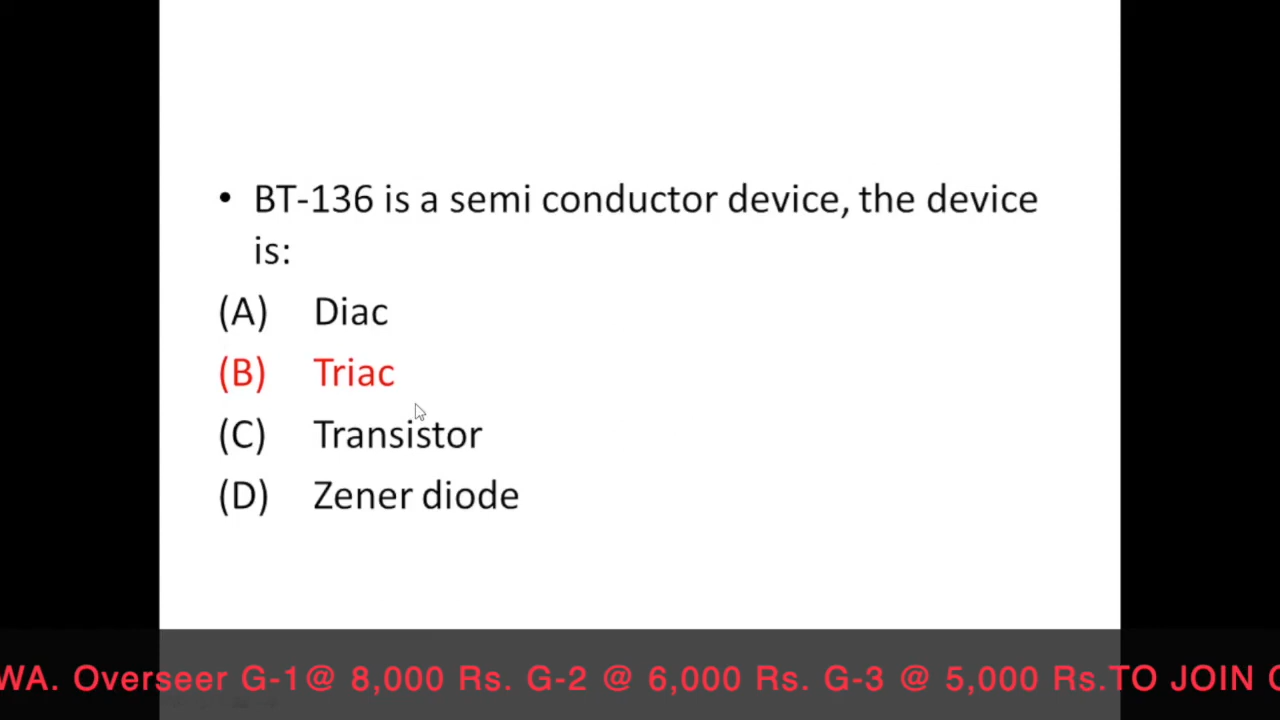 • BT-136 is a semi conductor device, the device
is:
(A) Diac
(B) Triac
(C) Transistor
(D) Zener diode
WA. Overseer G-1@ 8,000 Rs. G-2 @ 6,000 Rs. G-3 @ 5,000 Rs.TO JOIN